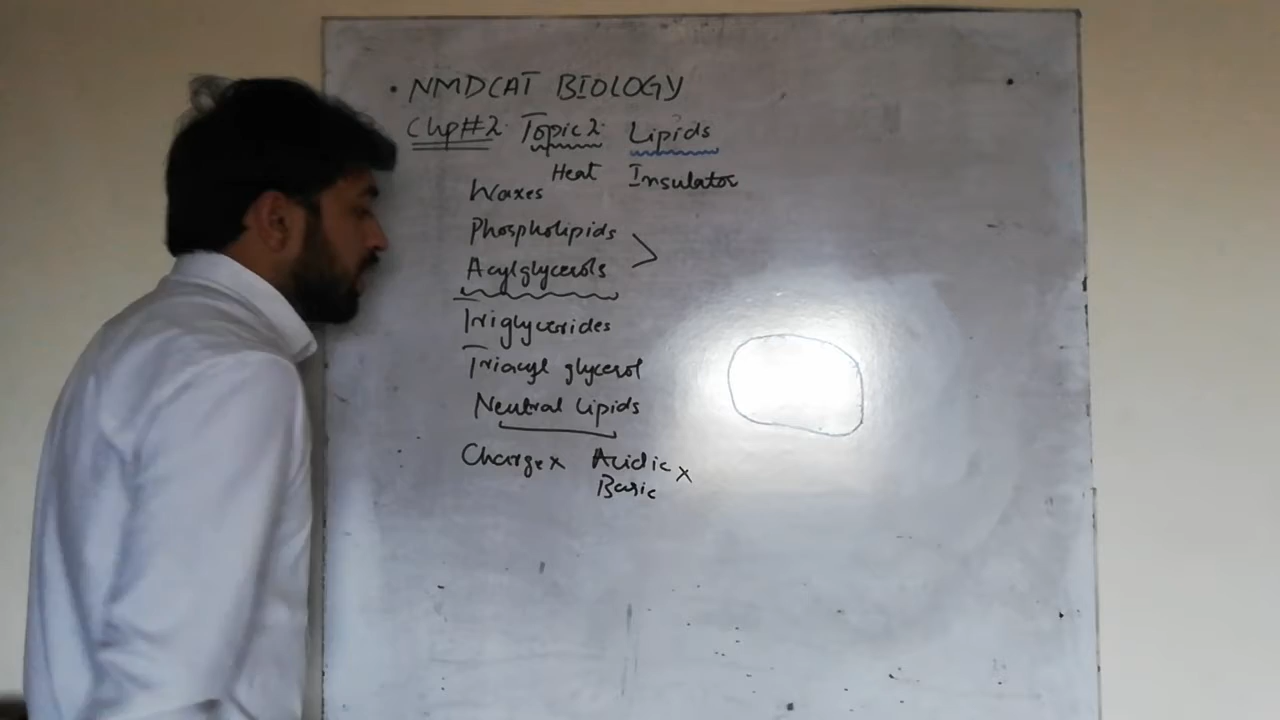 • NMDCAT BIOLOGY
Chp#2. Topic 2. Lipids
Heat Insulator
Waxes
Phospholipids >
Acylglycerols
Triglycerides
Triacyl glycerol
Neutral lipids
Charge x Acidic x
Basic